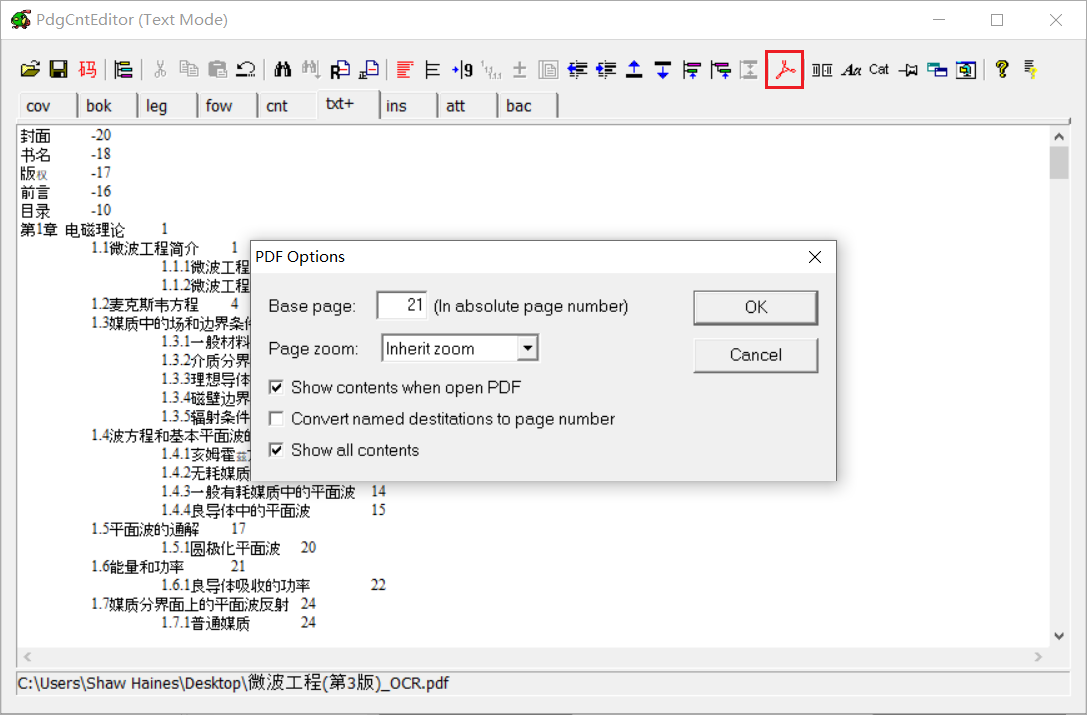 PdgCntEditor (Text Mode)
码 R 9 Aa Cat ?
cov bok leg fow cnt txt+ ins att bac
封面 -20
书名 -18
版权 -17
前言 -16
目录 -10
第1章 电磁理论 1
1.1微波工程简介 1
1.1.1微波工程
1.1.2微波工程
1.2麦克斯韦方程 4
1.3媒质中的场和边界条件
1.3.1一般材料
1.3.2介质分界
1.3.3理想导体
1.3.4磁壁边界
1.3.5辐射条件
1.4波方程和基本平面波的
1.4.1亥姆霍兹
1.4.2无耗媒质
1.4.3一般有耗媒质中的平面波 14
1.4.4良导体中的平面波 15
1.5平面波的通解 17
1.5.1圆极化平面波 20
1.6能量和功率 21
1.6.1良导体吸收的功率 22
1.7媒质分界面上的平面波反射 24
1.7.1普通媒质 24
PDF Options
Base page: 21 (In absolute page number)
OK
Page zoom: Inherit zoom
Cancel
Show contents when open PDF
Convert named destitations to page number
Show all contents
C:\Users\Shaw Haines\Desktop\微波工程(第3版)_OCR.pdf